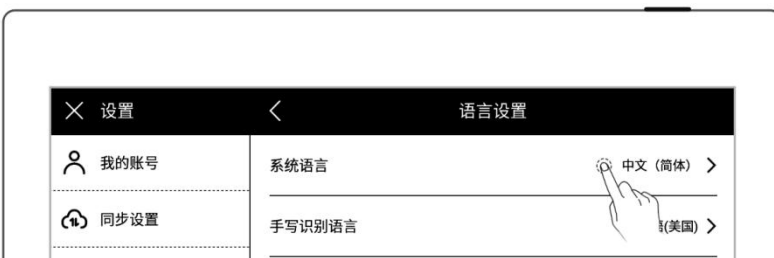 设置
语言设置
我的账号
系统语言
中文（简体）
同步设置
手写识别语言
(美国)